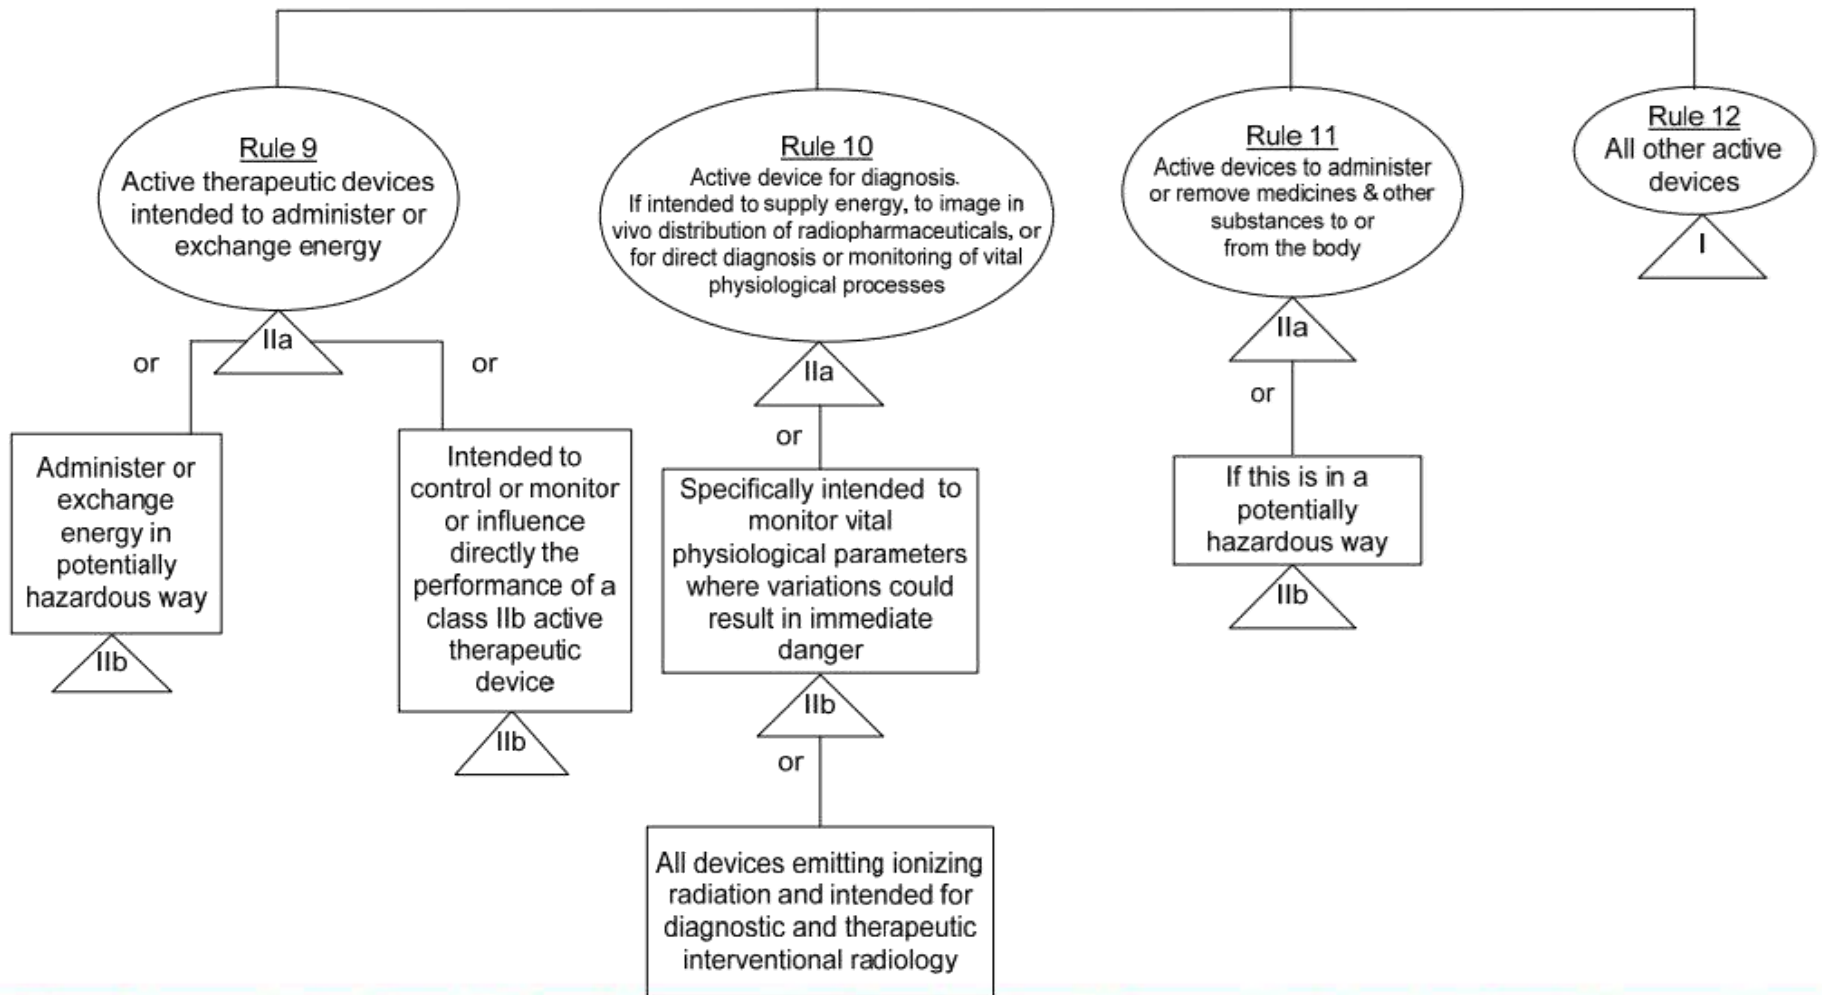 Rule 9
Active therapeutic devices
intended to administer or
exchange energy
IIa
or
or
Administer or
exchange
energy in
potentially
hazardous way
IIb
Intended to
control or monitor
or influence
directly the
performance of a
class IIb active
therapeutic
device
IIb
Rule 10
Active device for diagnosis.
If intended to supply energy, to image in
vivo distribution of radiopharmaceuticals, or
for direct diagnosis or monitoring of vital
physiological processes
IIa
or
Specifically intended to
monitor vital
physiological parameters
where variations could
result in immediate
danger
IIb
or
All devices emitting ionizing
radiation and intended for
diagnostic and therapeutic
interventional radiology
Rule 11
Active devices to administer
or remove medicines & other
substances to or
from the body
IIa
or
If this is in a
potentially
hazardous way
IIb
Rule 12
All other active
devices
I